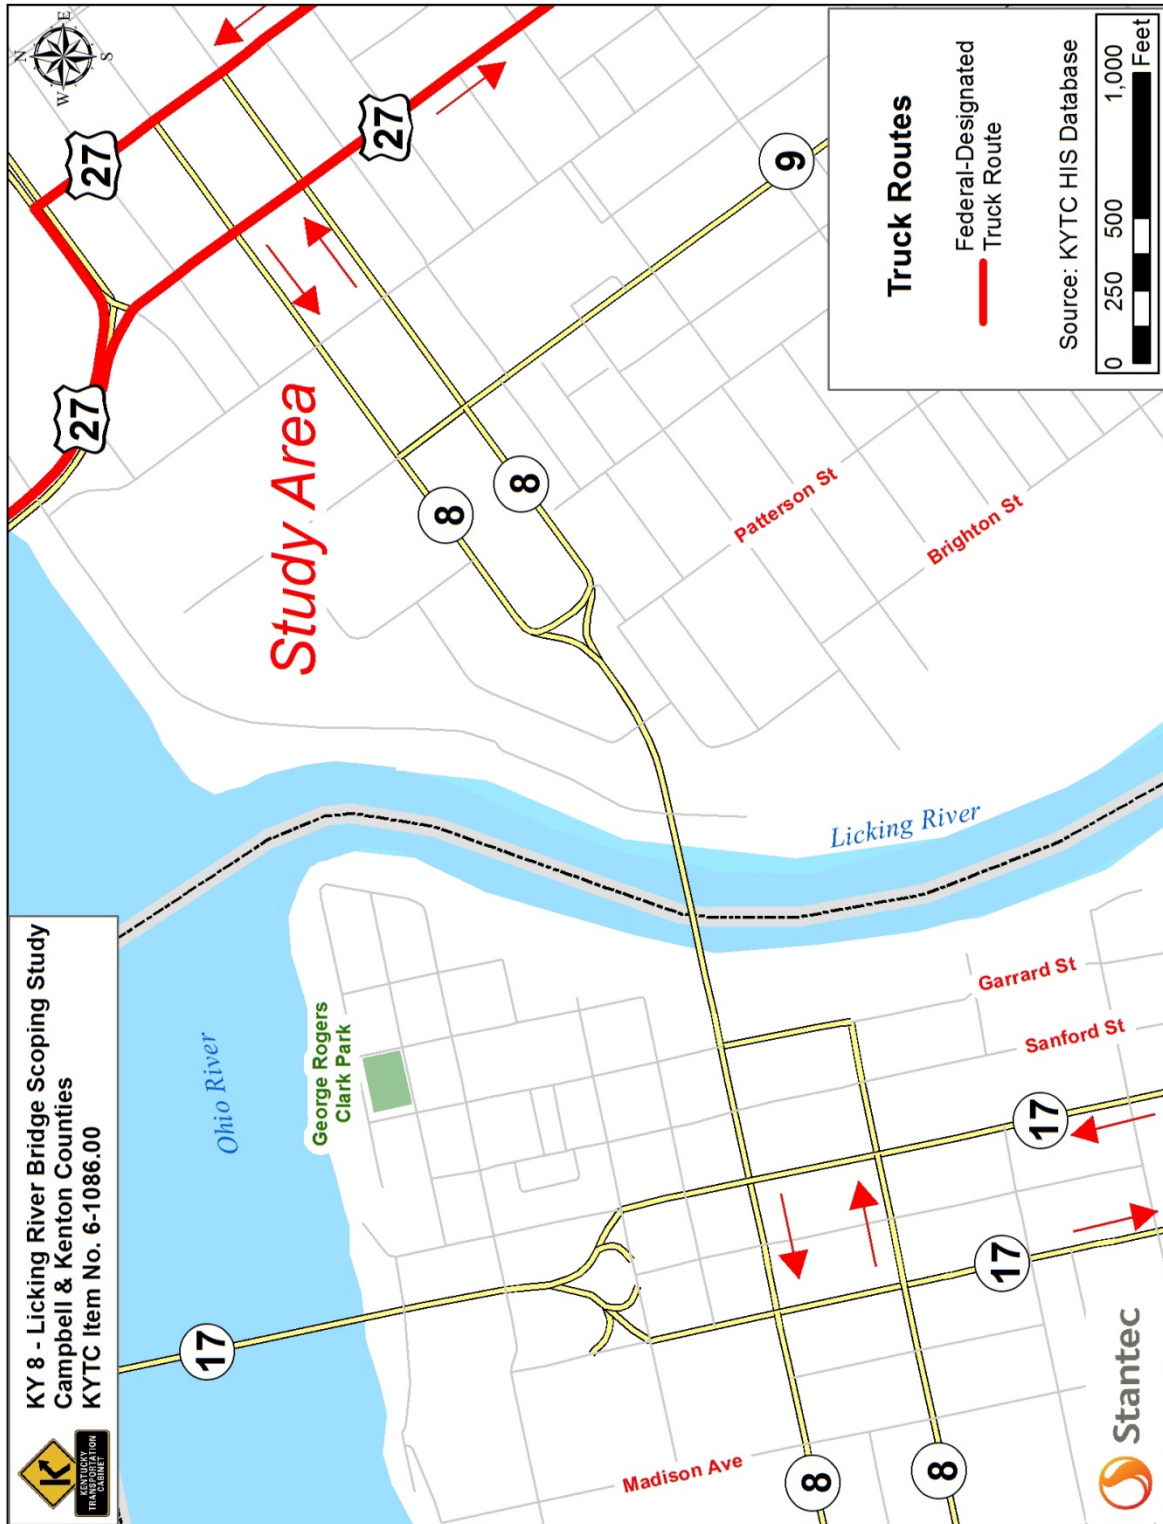 KY 8 - Licking River Bridge Scoping Study
Campbell & Kenton Counties
KYTC Item No. 6-1086.00
KENTUCKY
TRANSPORTATION
CABINET
N
W
E
S
27
27
27
17
Ohio River
George Rogers
Clark Park
Study Area
8
8
9
Patterson St
Brighton St
Licking River
Garrard St
Sanford St
17
17
Madison Ave
8
8
Stantec
Truck Routes
Federal-Designated
Truck Route
Source: KYTC HIS Database
0 250 500 1,000
Feet